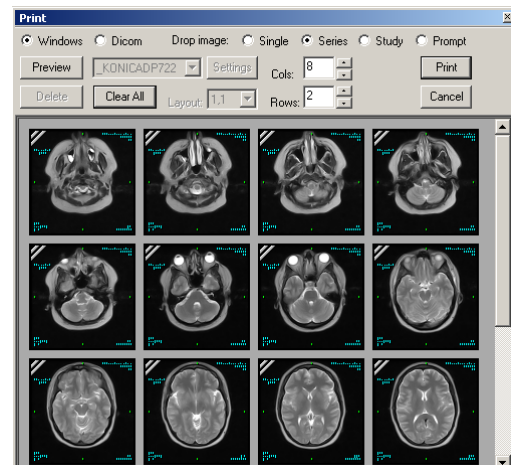 Print
Windows Dicom Drop image: Single Series Study Prompt
Preview _KONICADP722 Settings Cols: 8 Print
Delete Clear All Layout: 1,1 Rows: 2 Cancel